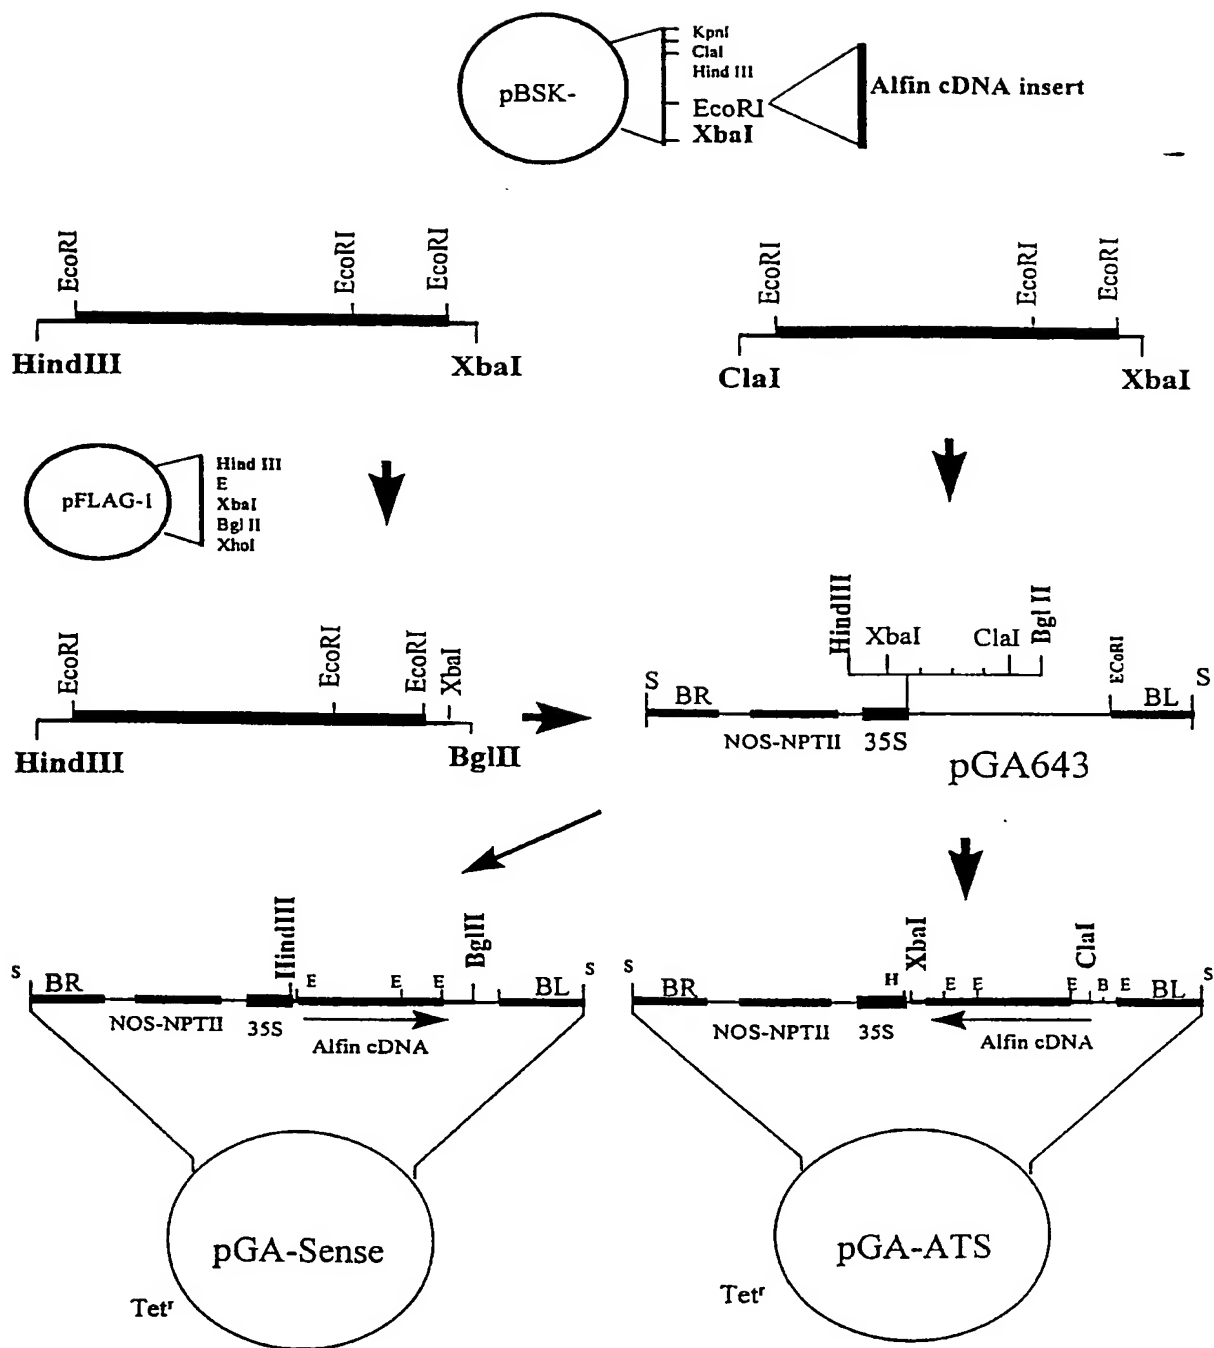 pBSK-
KpnI
ClaI
Hind III
EcoRI
XbaI
Alfin cDNA insert
EcoRI
EcoRI
EcoRI
HindIII
XbaI
EcoRI
EcoRI
EcoRI
ClaI
XbaI
pFLAG-1
Hind III
E
XbaI
Bgl II
XhoI
EcoRI
EcoRI
EcoRI
XbaI
HindIII
BglII
HindIII
XbaI
ClaI
Bgl II
EcoRI
S
BR
BL
S
NOS-NPTII
35S
pGA643
S
BR
HindIII
E
E
E
BglII
BL
S
NOS-NPTII
35S
Alfin cDNA
S
BR
H
XbaI
E
E
E
ClaI
B
E
BL
S
NOS-NPTII
35S
Alfin cDNA
pGA-Sense
Tetr
pGA-ATS
Tetr